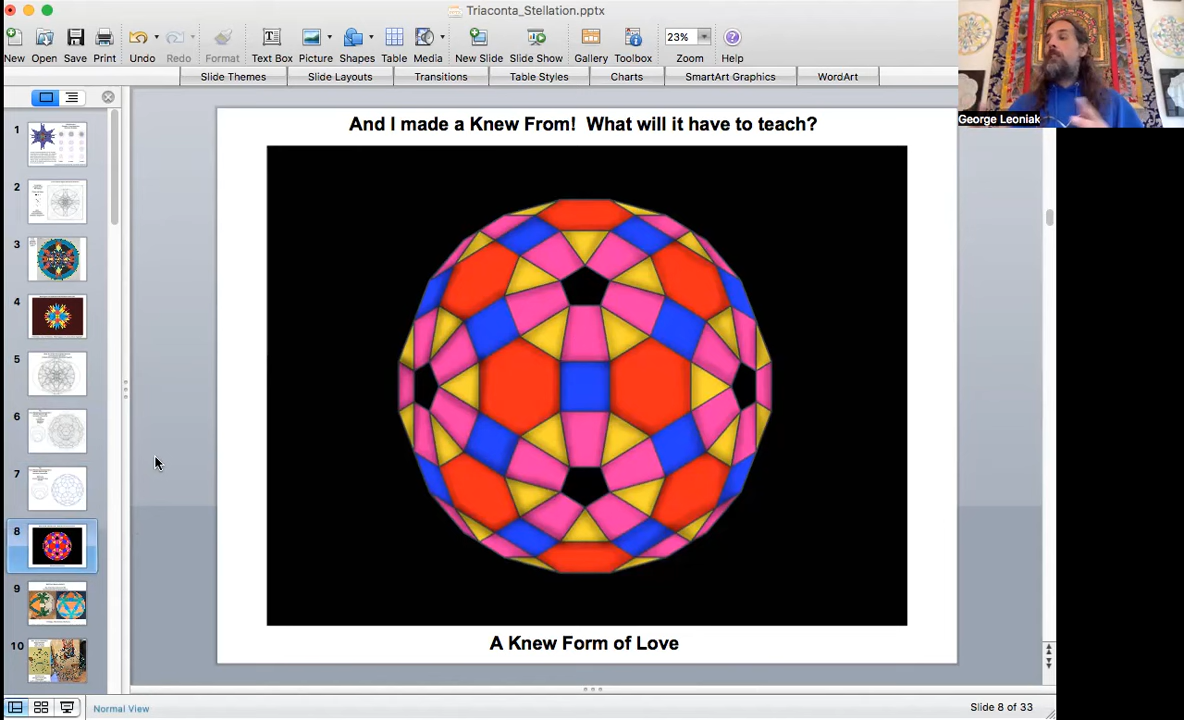 Triaconta_Stellation.pptx
New Open Save Print Undo Redo Format Text Box Picture Shapes Table Media New Slide Slide Show Gallery Toolbox Zoom Help
23%
Slide Themes Slide Layouts Transitions Table Styles Charts SmartArt Graphics WordArt
George Leoniak
And I made a Knew From! What will it have to teach?
1
2
3
4
5
6
7
8
9
10
A Knew Form of Love
Normal View
Slide 8 of 33